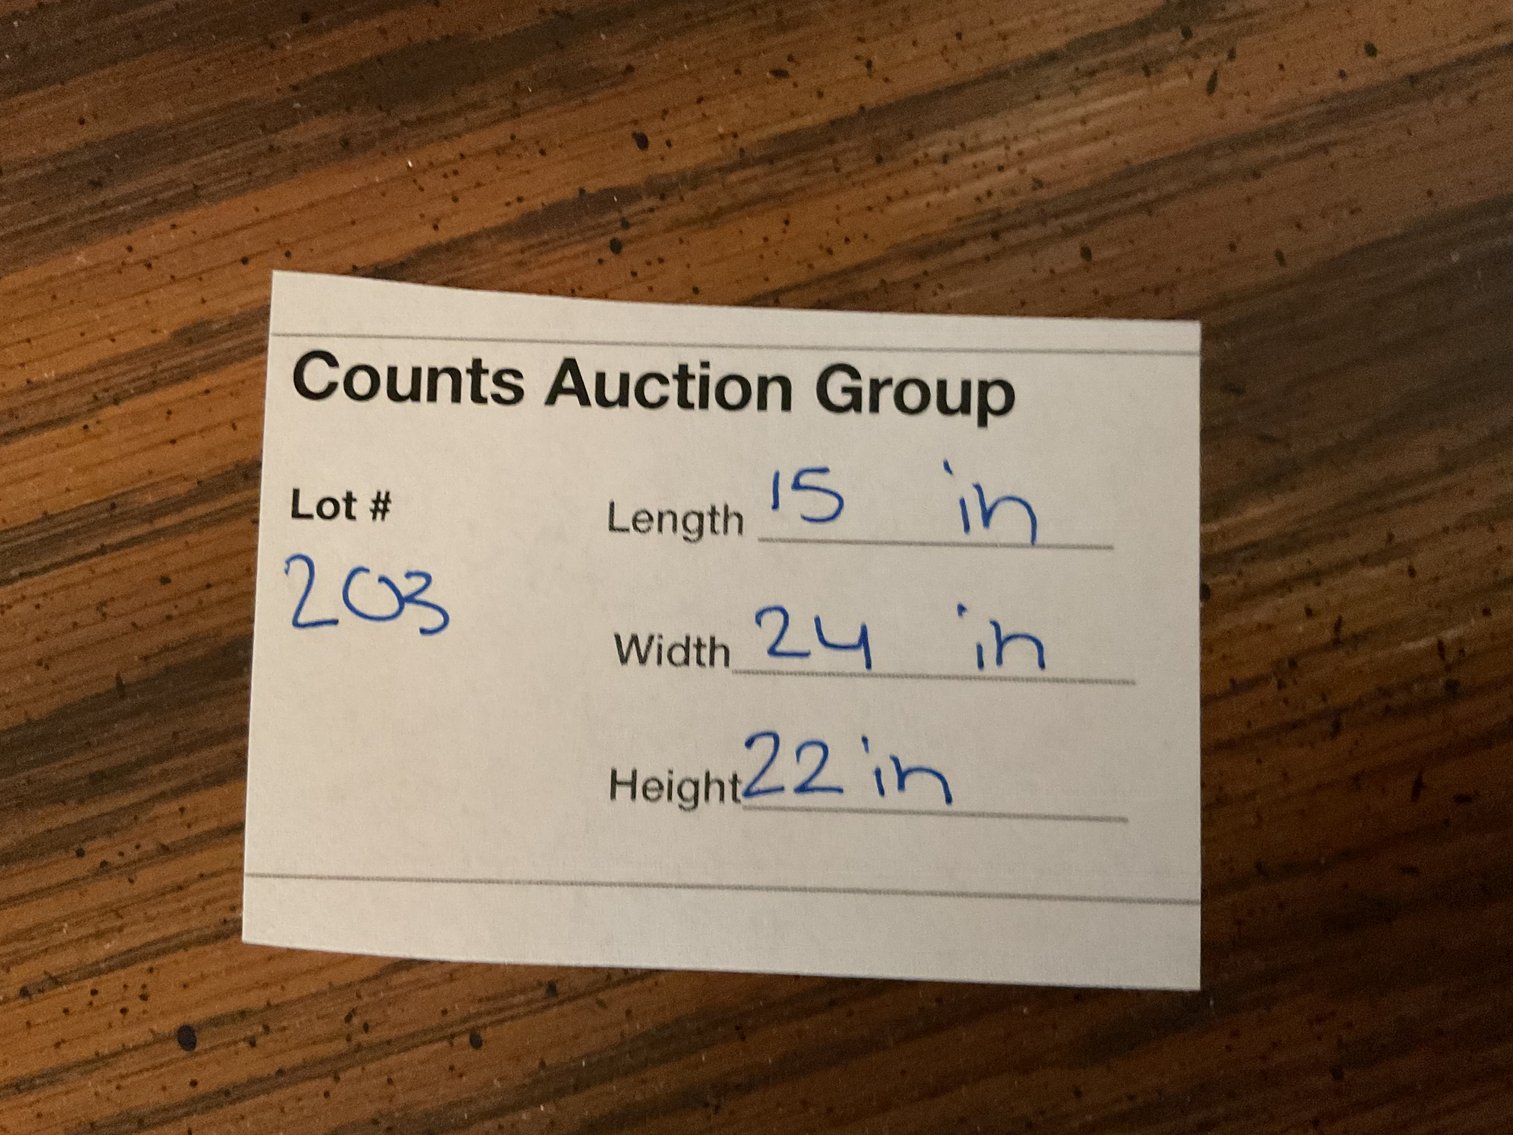 Counts Auction Group
Lot #
203
Length 15 in
Width 24 in
Height 22 in